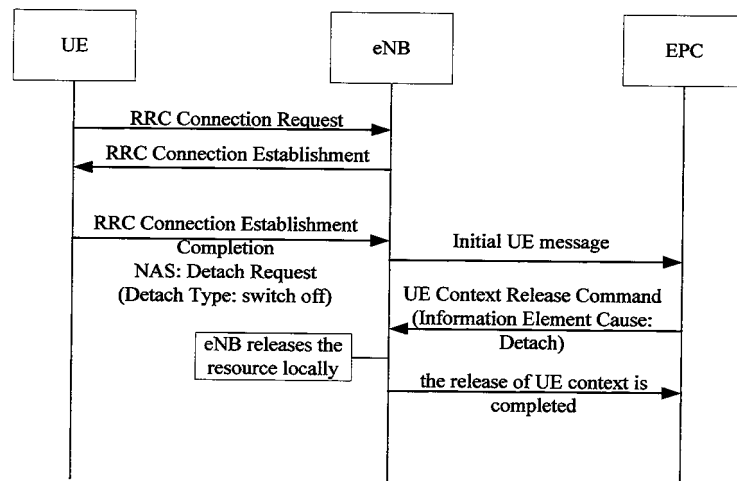 UE
eNB
EPC
RRC Connection Request
RRC Connection Establishment
RRC Connection Establishment
Completion
NAS: Detach Request
(Detach Type: switch off)
Initial UE message
UE Context Release Command
(Information Element Cause:
Detach)
eNB releases the
resource locally
the release of UE context is
completed